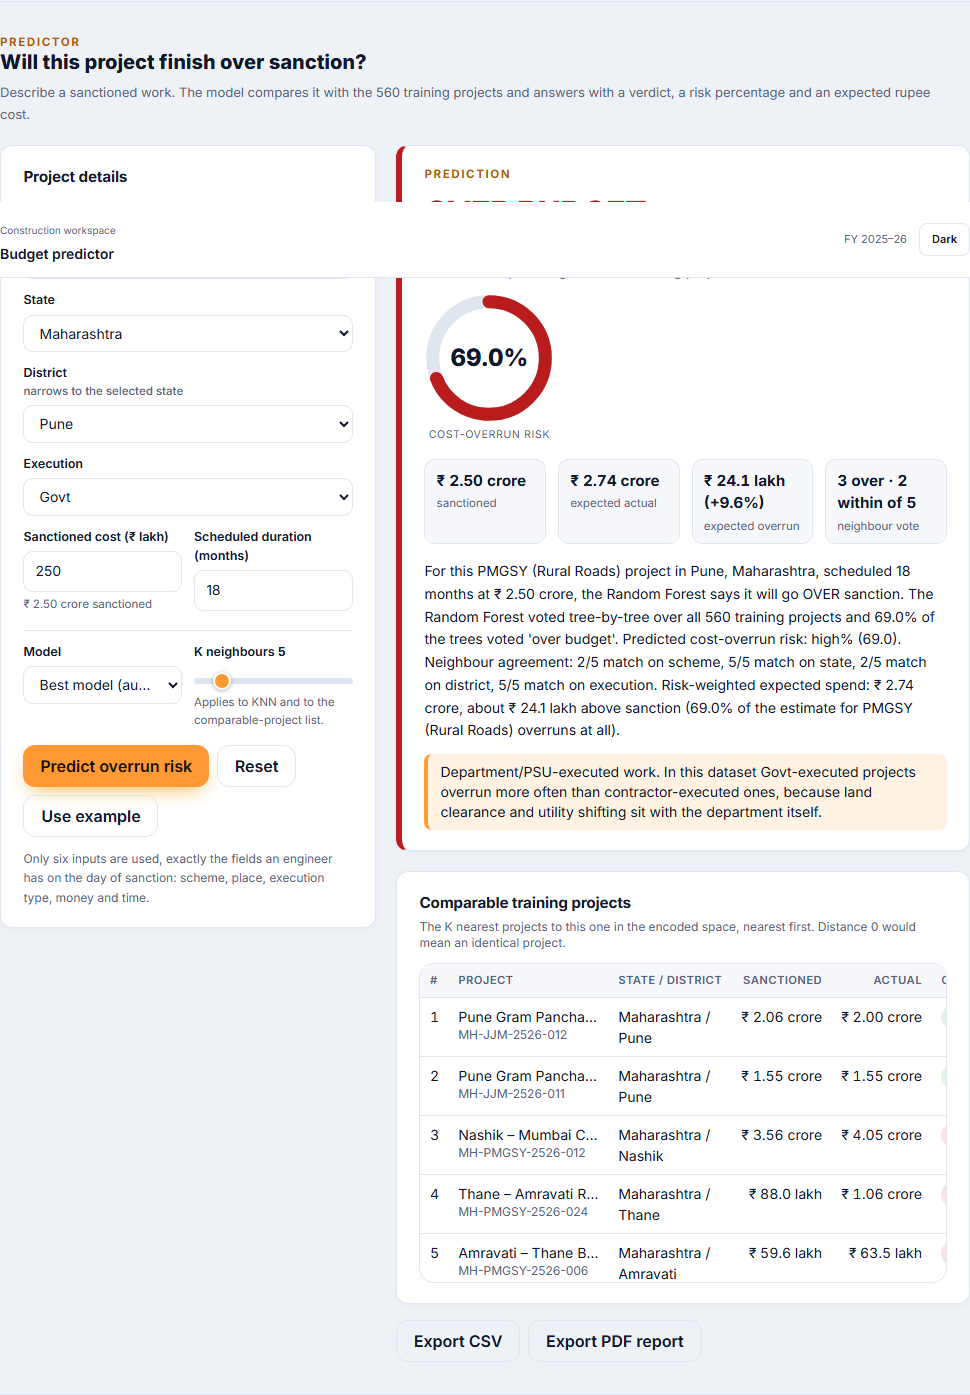 PREDICTOR
Will this project finish over sanction?
Describe a sanctioned work. The model compares it with the 560 training projects and answers with a verdict, a risk percentage and an expected rupee
cost.
Project details
PREDICTION
Construction workspace
Budget predictor
FY 2025–26
Dark
State
Maharashtra
District
narrows to the selected state
Pune
Execution
Govt
Sanctioned cost (₹ lakh)
250
₹ 2.50 crore sanctioned
Scheduled duration
(months)
18
Model
Best model (au...
K neighbours 5
Applies to KNN and to the
comparable-project list.
Predict overrun risk
Reset
Use example
Only six inputs are used, exactly the fields an engineer
has on the day of sanction: scheme, place, execution
type, money and time.
69.0%
COST-OVERRUN RISK
₹ 2.50 crore
sanctioned
₹ 2.74 crore
expected actual
₹ 24.1 lakh
(+9.6%)
expected overrun
3 over · 2
within of 5
neighbour vote
For this PMGSY (Rural Roads) project in Pune, Maharashtra, scheduled 18
months at ₹ 2.50 crore, the Random Forest says it will go OVER sanction. The
Random Forest voted tree-by-tree over all 560 training projects and 69.0% of
the trees voted 'over budget'. Predicted cost-overrun risk: high% (69.0).
Neighbour agreement: 2/5 match on scheme, 5/5 match on state, 2/5 match
on district, 5/5 match on execution. Risk-weighted expected spend: ₹ 2.74
crore, about ₹ 24.1 lakh above sanction (69.0% of the estimate for PMGSY
(Rural Roads) overruns at all).
Department/PSU-executed work. In this dataset Govt-executed projects
overrun more often than contractor-executed ones, because land
clearance and utility shifting sit with the department itself.
Comparable training projects
The K nearest projects to this one in the encoded space, nearest first. Distance 0 would
mean an identical project.
# PROJECT STATE / DISTRICT SANCTIONED ACTUAL
1 Pune Gram Pancha... Maharashtra / ₹ 2.06 crore ₹ 2.00 crore
MH-JJM-2526-012 Pune
2 Pune Gram Pancha... Maharashtra / ₹ 1.55 crore ₹ 1.55 crore
MH-JJM-2526-011 Pune
3 Nashik – Mumbai C... Maharashtra / ₹ 3.56 crore ₹ 4.05 crore
MH-PMGSY-2526-012 Nashik
4 Thane – Amravati R... Maharashtra / ₹ 88.0 lakh ₹ 1.06 crore
MH-PMGSY-2526-024 Thane
5 Amravati – Thane B... Maharashtra / ₹ 59.6 lakh ₹ 63.5 lakh
MH-PMGSY-2526-006 Amravati
Export CSV
Export PDF report